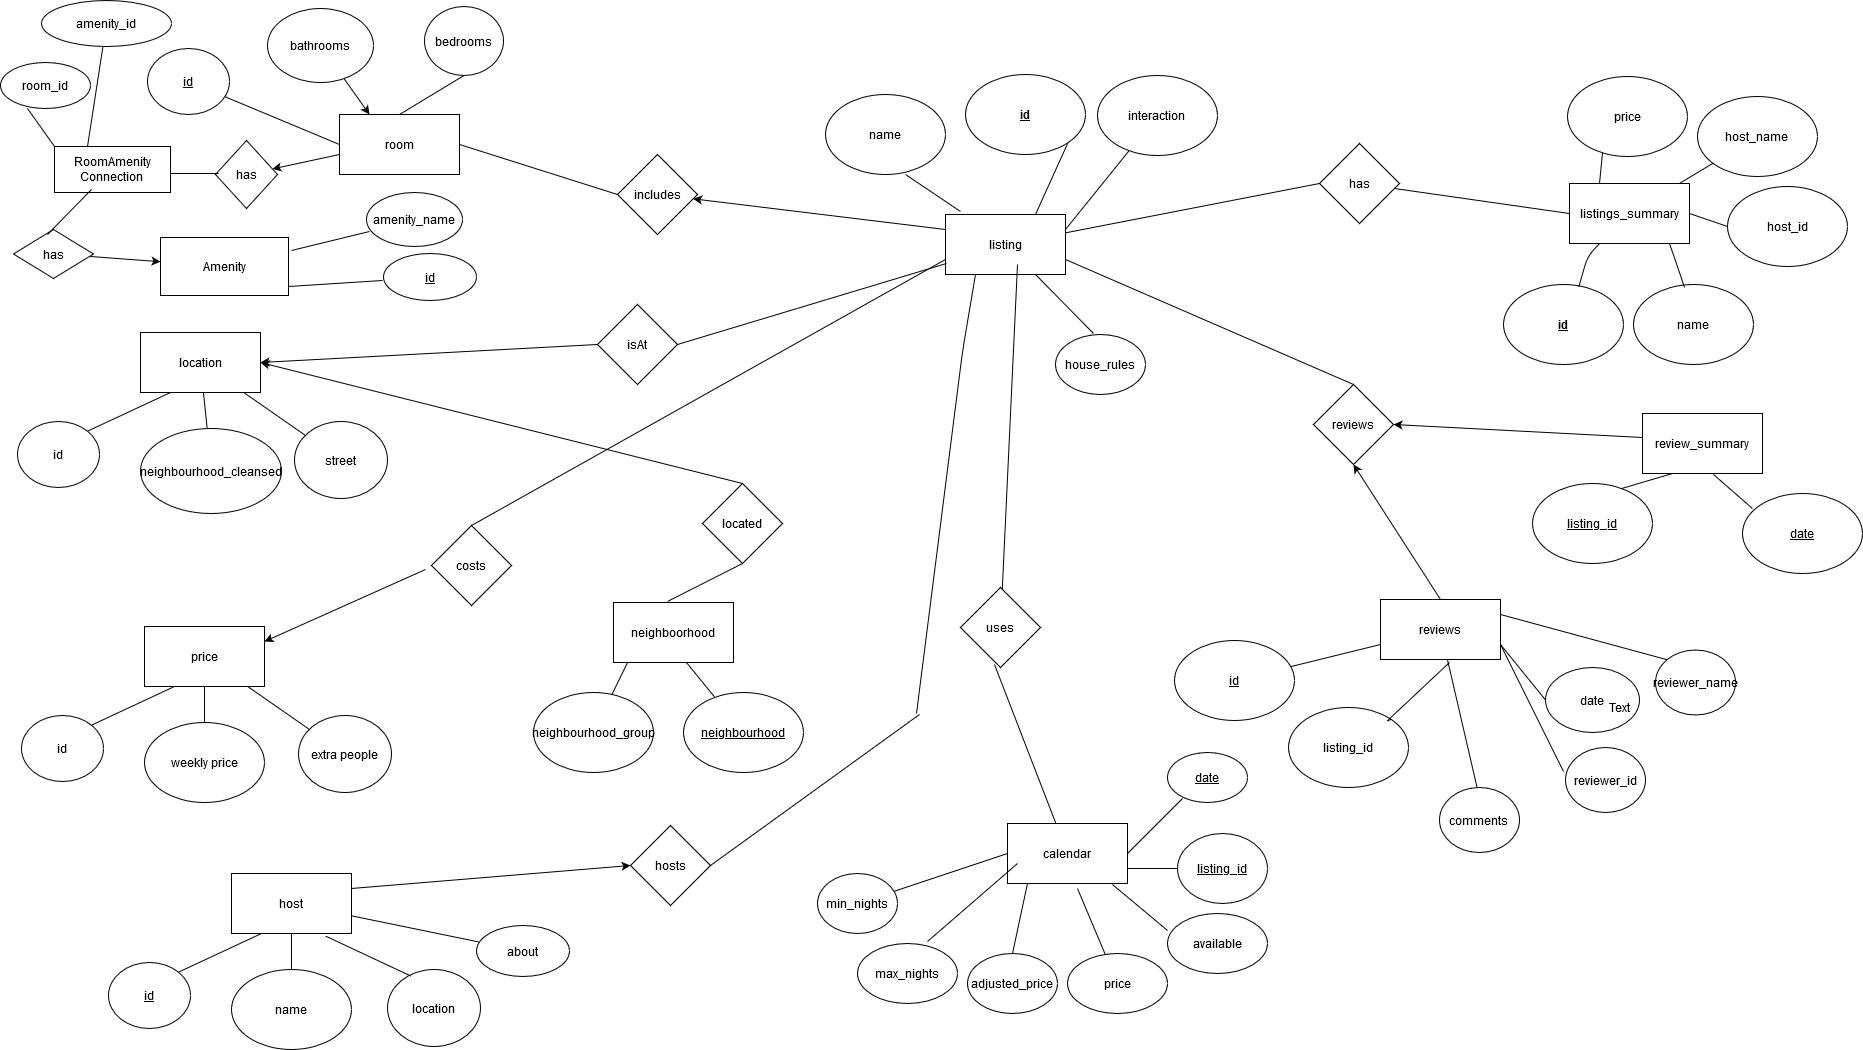 amenity_id
room_id
id
bathrooms
bedrooms
room
RoomAmenity
Connection
has
has
Amenity
amenity_name
id
includes
name
id
interaction
listing
house_rules
has
price
host_name
listings_summary
host_id
id
name
location
isAt
id
neighbourhood_cleansed
street
located
costs
reviews
review_summary
listing_id
date
price
id
weekly price
extra people
neighboorhood
neighbourhood_group
neighbourhood
uses
reviews
id
listing_id
comments
date
Text
reviewer_name
reviewer_id
hosts
host
id
name
location
about
calendar
date
listing_id
available
price
adjusted_price
max_nights
min_nights